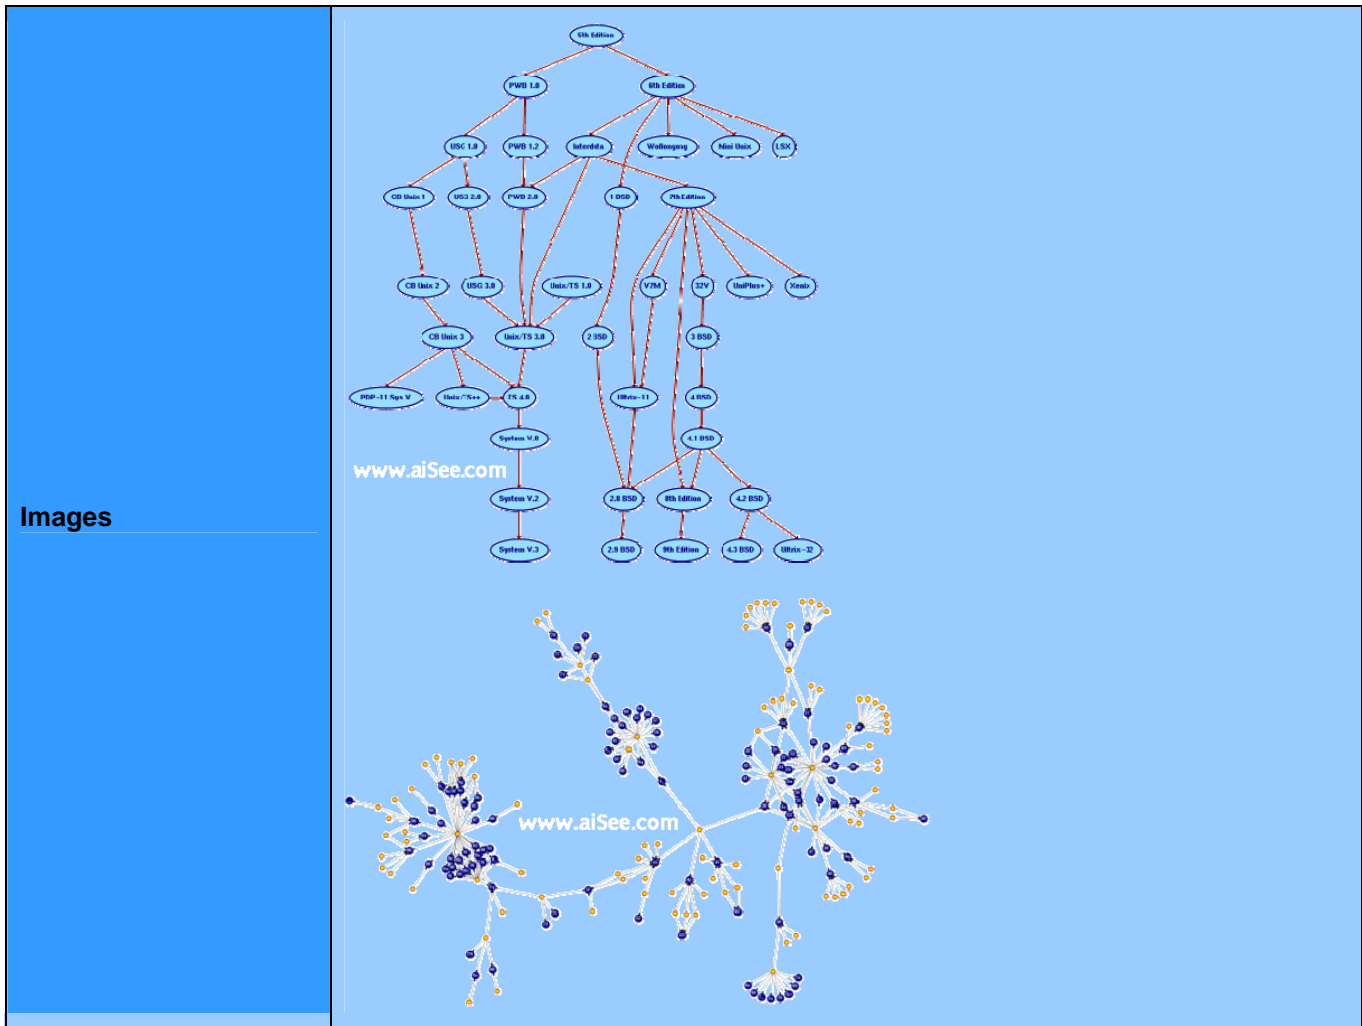 5th Edition
PWB 1.0 6th Edition
USG 1.0 PWB 1.2 Interdata Wollongong Mini Unix LSX
CB Unix 1 USG 2.0 PWB 2.0 1 BSD 7th Edition
CB Unix 2 USG 3.0 Unix/TS 1.0 V7M 32V UniPlus+ Xenix
CB Unix 3 Unix/TS 3.0 2 BSD 3 BSD
PDP-11 Sys V Unix/TS++ TS 4.0 Ultrix-11 4 BSD
System V.0 4.1 BSD
www.aiSee.com
System V.2 2.8 BSD 8th Edition 4.2 BSD
Images
System V.3 2.9 BSD 9th Edition 4.3 BSD Ultrix-32
www.aiSee.com